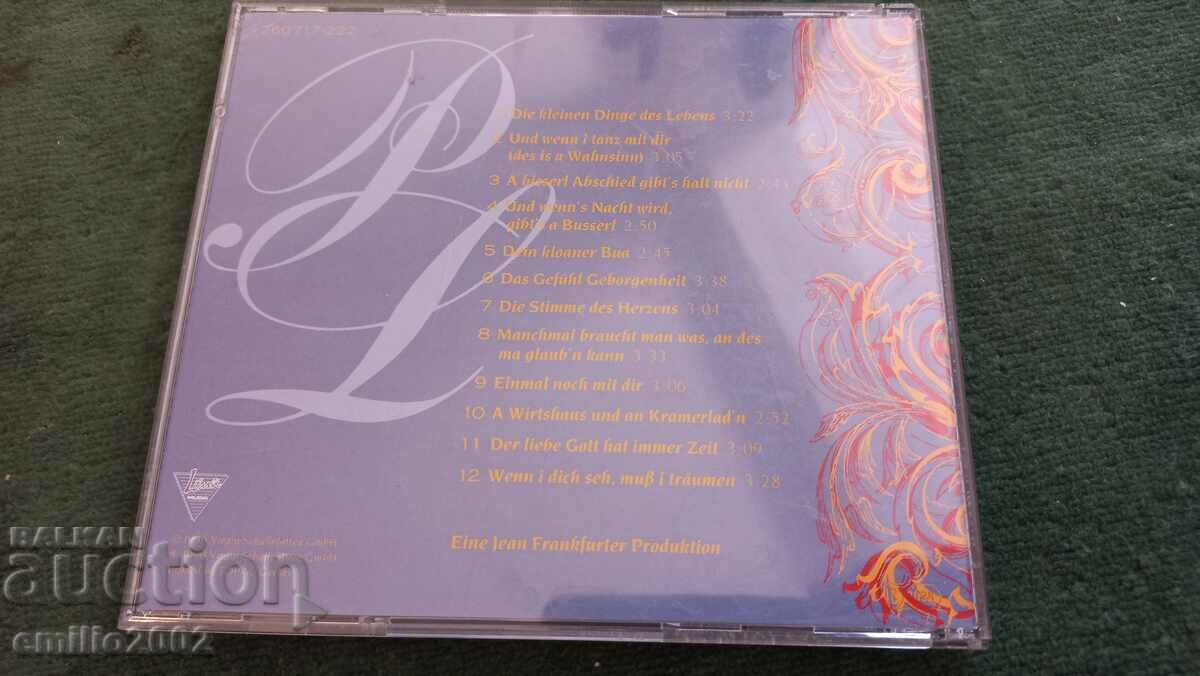 PL
Die kleinen Dinge des Lebens 3:22
2 Und wenn i tanz mit dir
(des is a Wahnsinn) 3:05
3 A bisserl Abschied gibt's halt nicht
4 Und wenn's Nacht wird,
gibt's a Busserl 2:50
5 Dem kloaner Bua 2:45
6 Das Gefühl Geborgenheit 3:38
7 Die Stimme des Herzens 3:04
8 Manchmal braucht man was, an des
ma glaub'n kann 3:33
9 Einmal noch mit dir 3:06
10 A Wirtshaus und an Kramerlad'n 2:52
11 Der liebe Gott hat immer Zeit 3:09
12 Wenn i dich seh, muß i träumen 3:28
Eine Jean Frankfurter Produktion
BALKAN
auction
emilio2002